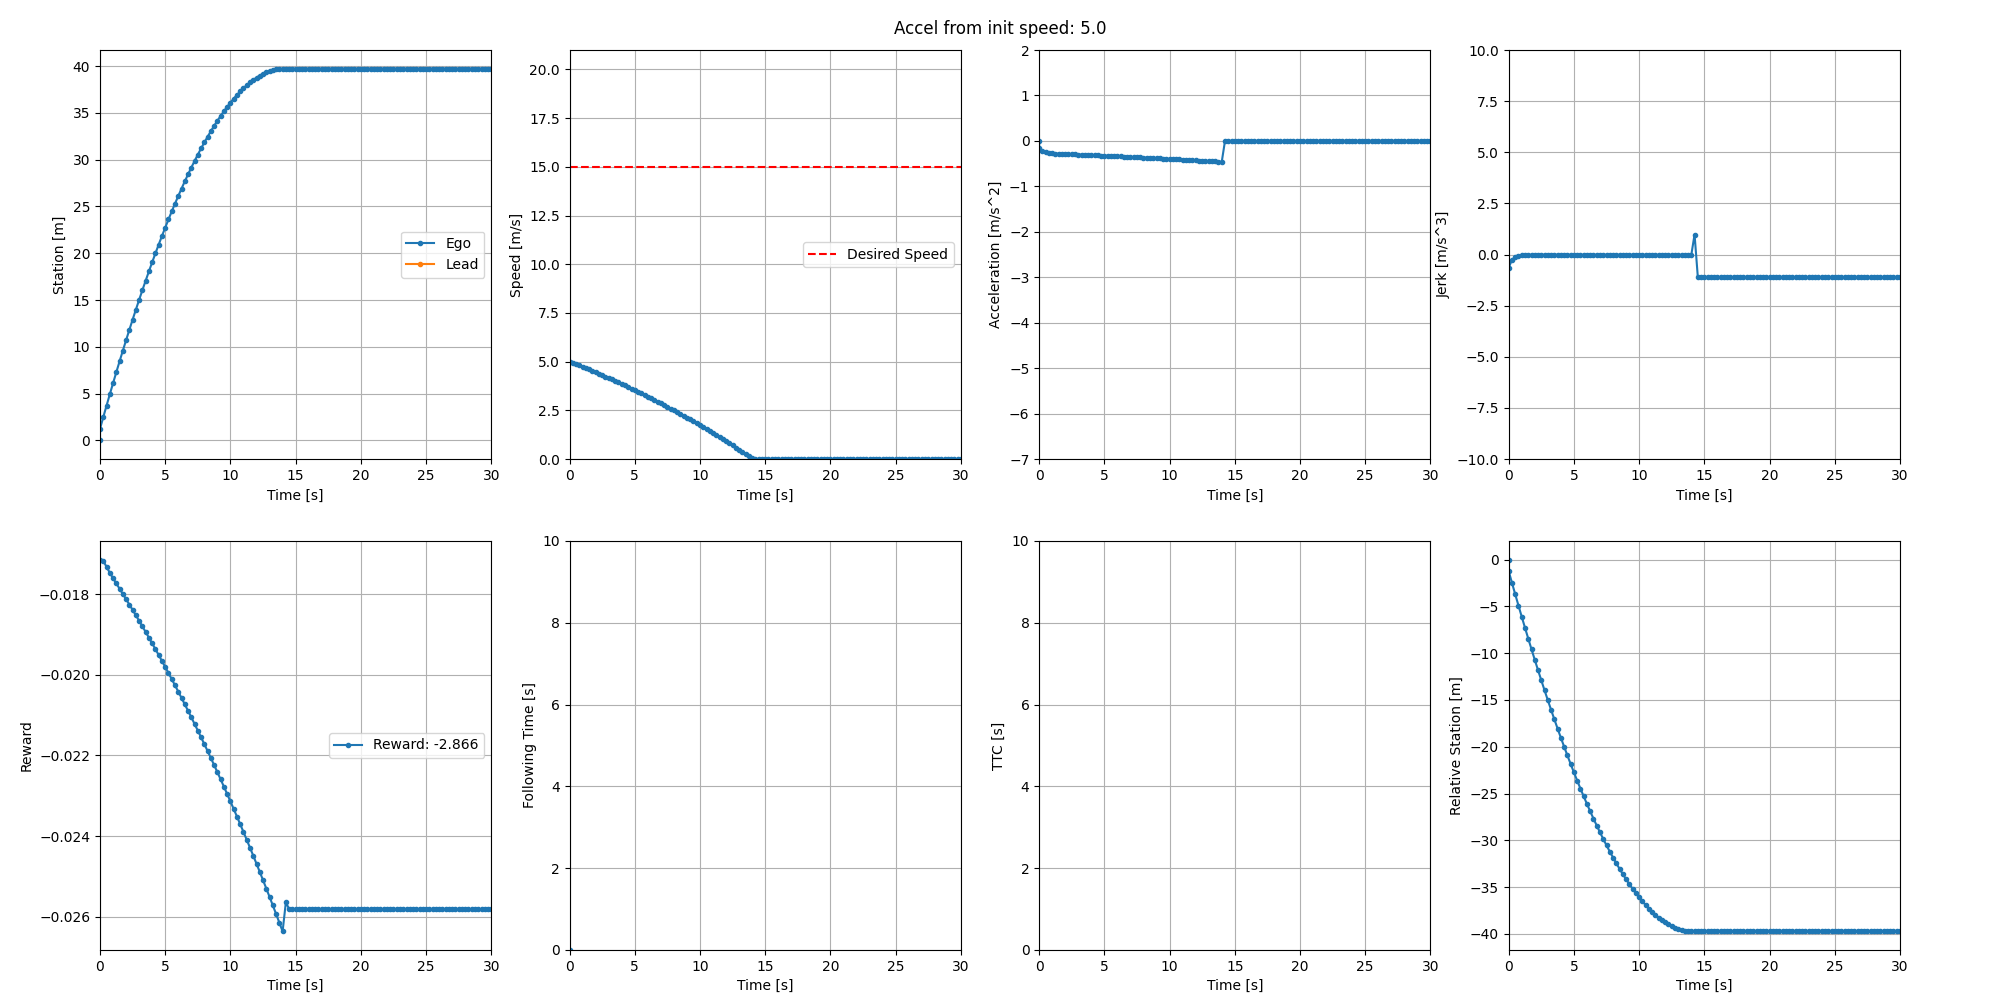 Accel from init speed: 5.0
40
35
30
25
20
15
10
5
0
Station [m]
Ego
Lead
0 5 10 15 20 25 30
Time [s]
20.0
17.5
15.0
12.5
10.0
7.5
5.0
2.5
0.0
Speed [m/s]
Desired Speed
0 5 10 15 20 25 30
Time [s]
2
1
0
−1
−2
−3
−4
−5
−6
−7
Acceleration [m/s^2]
0 5 10 15 20 25 30
Time [s]
10.0
7.5
5.0
2.5
0.0
−2.5
−5.0
−7.5
−10.0
Jerk [m/s^3]
0 5 10 15 20 25 30
Time [s]
−0.018
−0.020
−0.022
−0.024
−0.026
Reward
Reward: -2.866
0 5 10 15 20 25 30
Time [s]
10
8
6
4
2
0
Following Time [s]
0 5 10 15 20 25 30
Time [s]
10
8
6
4
2
0
TTC [s]
0 5 10 15 20 25 30
Time [s]
0
−5
−10
−15
−20
−25
−30
−35
−40
Relative Station [m]
0 5 10 15 20 25 30
Time [s]